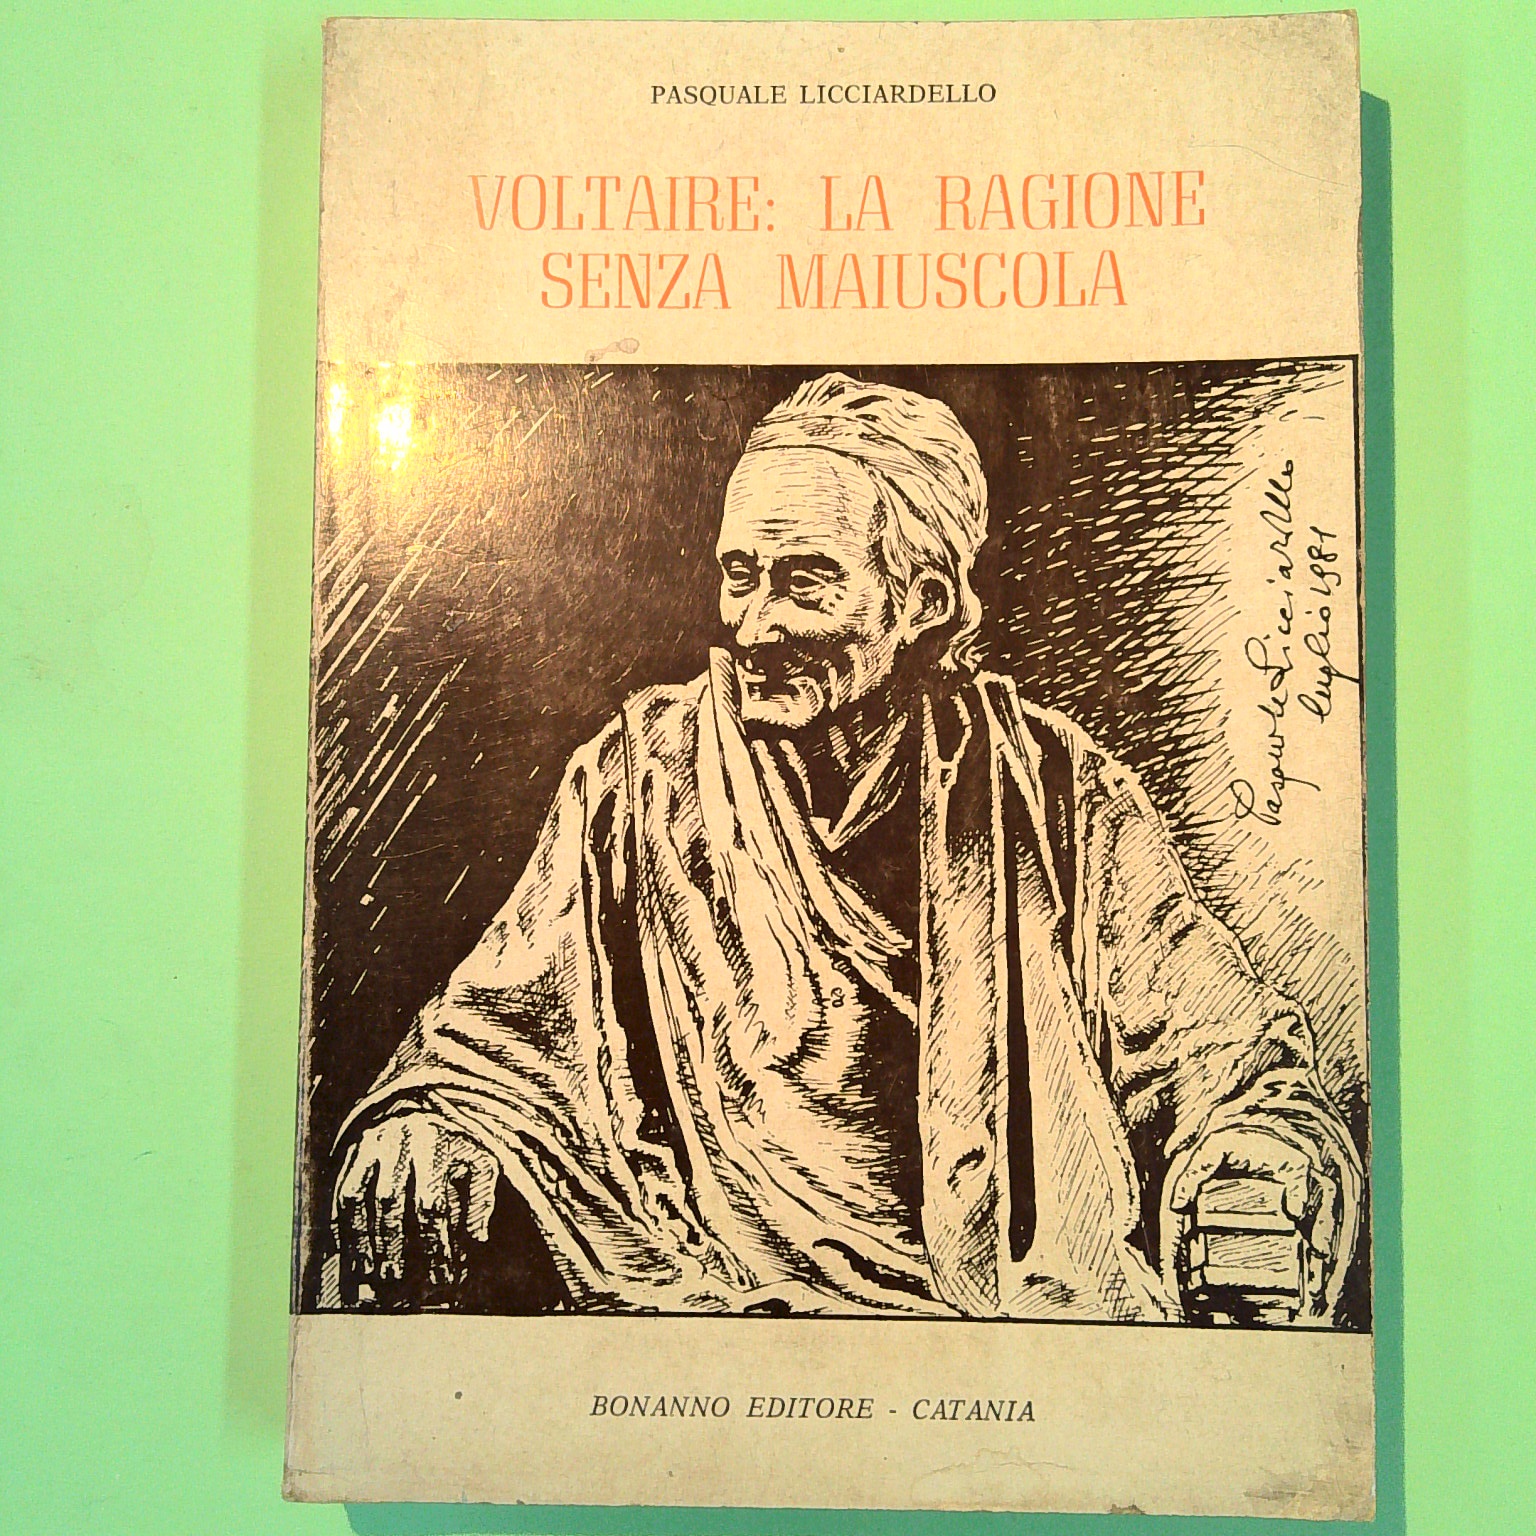 PASQUALE LICCIARDELLO
VOLTAIRE: LA RAGIONE
SENZA MAIUSCOLA
Pasquale Licciardello
luglio 1981
BONANNO EDITORE - CATANIA